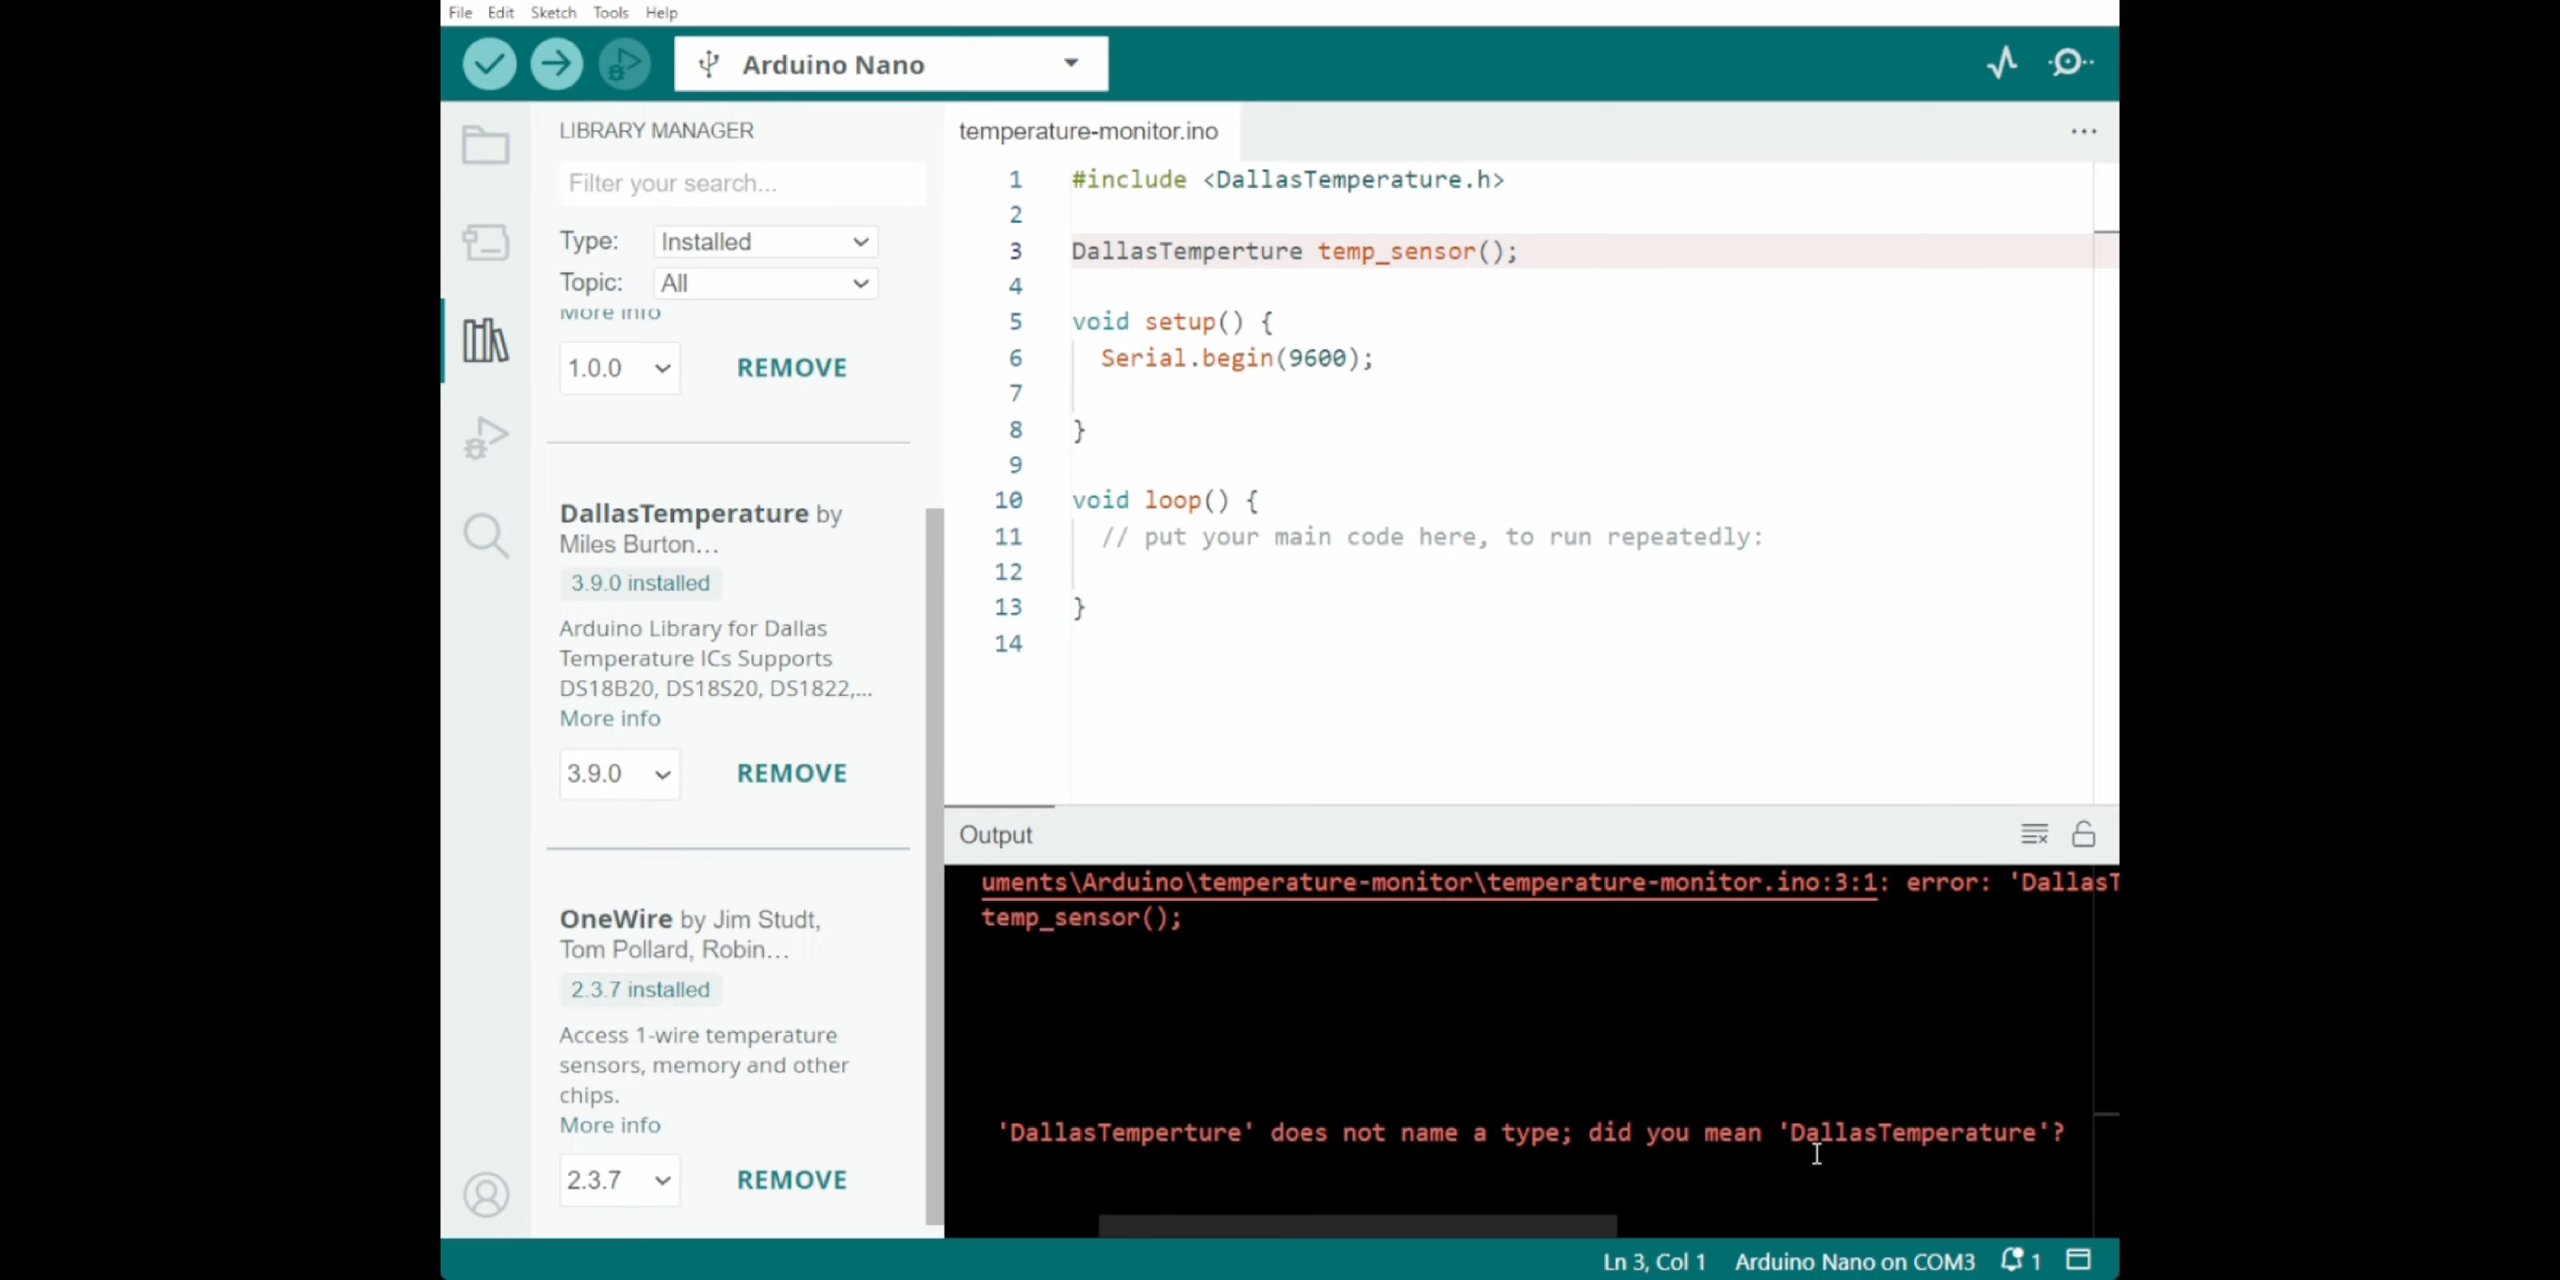 File Edit Sketch Tools Help
Arduino Nano
LIBRARY MANAGER
Filter your search...
Type: Installed
Topic: All
More info
1.0.0 REMOVE
DallasTemperature by
Miles Burton...
3.9.0 installed
Arduino Library for Dallas
Temperature ICs Supports
DS18B20, DS18S20, DS1822,...
More info
3.9.0 REMOVE
OneWire by Jim Studt,
Tom Pollard, Robin...
2.3.7 installed
Access 1-wire temperature
sensors, memory and other
chips.
More info
2.3.7 REMOVE
temperature-monitor.ino
1 #include <DallasTemperature.h>
2
3 DallasTemperture temp_sensor();
4
5 void setup() {
6 Serial.begin(9600);
7
8 }
9
10 void loop() {
11 // put your main code here, to run repeatedly:
12
13 }
14
Output
uments\Arduino\temperature-monitor\temperature-monitor.ino:3:1: error: 'DallasT
temp_sensor();
'DallasTemperture' does not name a type; did you mean 'DallasTemperature'?
Ln 3, Col 1 Arduino Nano on COM3 1